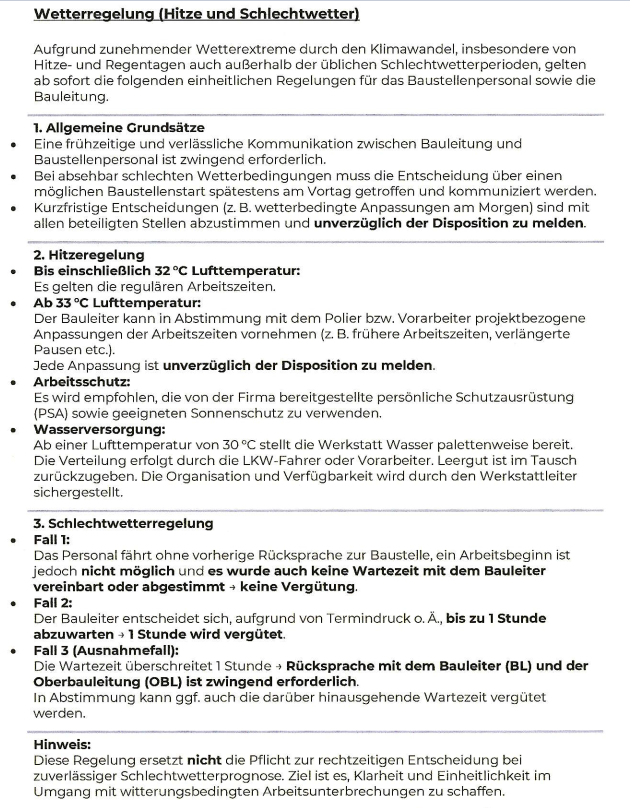 Wetterregelung (Hitze und Schlechtwetter)
Aufgrund zunehmender Wetterextreme durch den Klimawandel, insbesondere von
Hitze- und Regentagen auch außerhalb der üblichen Schlechtwetterperioden, gelten
ab sofort die folgenden einheitlichen Regelungen für das Baustellenpersonal sowie die
Bauleitung.
1. Allgemeine Grundsätze
• Eine frühzeitige und verlässliche Kommunikation zwischen Bauleitung und
Baustellenpersonal ist zwingend erforderlich.
• Bei absehbar schlechten Wetterbedingungen muss die Entscheidung über einen
möglichen Baustellenstart spätestens am Vortag getroffen und kommuniziert werden.
• Kurzfristige Entscheidungen (z. B. wetterbedingte Anpassungen am Morgen) sind mit
allen beteiligten Stellen abzustimmen und unverzüglich der Disposition zu melden.
2. Hitzeregelung
• Bis einschließlich 32 °C Lufttemperatur:
Es gelten die regulären Arbeitszeiten.
• Ab 33 °C Lufttemperatur:
Der Bauleiter kann in Abstimmung mit dem Polier bzw. Vorarbeiter projektbezogene
Anpassungen der Arbeitszeiten vornehmen (z. B. frühere Arbeitszeiten, verlängerte
Pausen etc.).
Jede Anpassung ist unverzüglich der Disposition zu melden.
• Arbeitsschutz:
Es wird empfohlen, die von der Firma bereitgestellte persönliche Schutzausrüstung
(PSA) sowie geeigneten Sonnenschutz zu verwenden.
• Wasserversorgung:
Ab einer Lufttemperatur von 30 °C stellt die Werkstatt Wasser palettenweise bereit.
Die Verteilung erfolgt durch die LKW-Fahrer oder Vorarbeiter. Leergut ist im Tausch
zurückzugeben. Die Organisation und Verfügbarkeit wird durch den Werkstattleiter
sichergestellt.
3. Schlechtwetterregelung
• Fall 1:
Das Personal fährt ohne vorherige Rücksprache zur Baustelle, ein Arbeitsbeginn ist
jedoch nicht möglich und es wurde auch keine Wartezeit mit dem Bauleiter
vereinbart oder abgestimmt → keine Vergütung.
• Fall 2:
Der Bauleiter entscheidet sich, aufgrund von Termindruck o. Ä., bis zu 1 Stunde
abzuwarten → 1 Stunde wird vergütet.
• Fall 3 (Ausnahmefall):
Die Wartezeit überschreitet 1 Stunde → Rücksprache mit dem Bauleiter (BL) und der
Oberbauleitung (OBL) ist zwingend erforderlich.
In Abstimmung kann ggf. auch die darüber hinausgehende Wartezeit vergütet
werden.
Hinweis:
Diese Regelung ersetzt nicht die Pflicht zur rechtzeitigen Entscheidung bei
zuverlässiger Schlechtwetterprognose. Ziel ist es, Klarheit und Einheitlichkeit im
Umgang mit witterungsbedingten Arbeitsunterbrechungen zu schaffen.